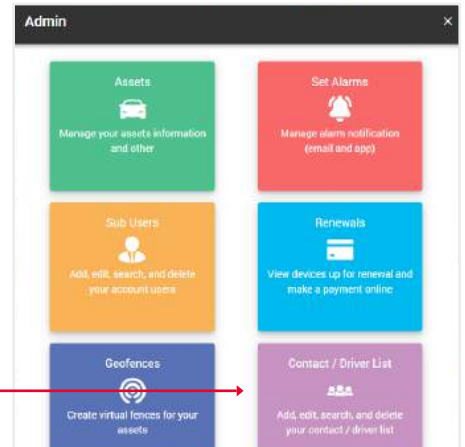 Admin
×
Assets
Manage your assets information
and other
Set Alarms
Manage alarm notification
(email and app)
Sub Users
Add, edit, search, and delete
your account users
Renewals
View devices up for renewal and
make a payment online
Geofences
Create virtual fences for your
assets
Contact / Driver List
Add, edit, search, and delete
your contact / driver list